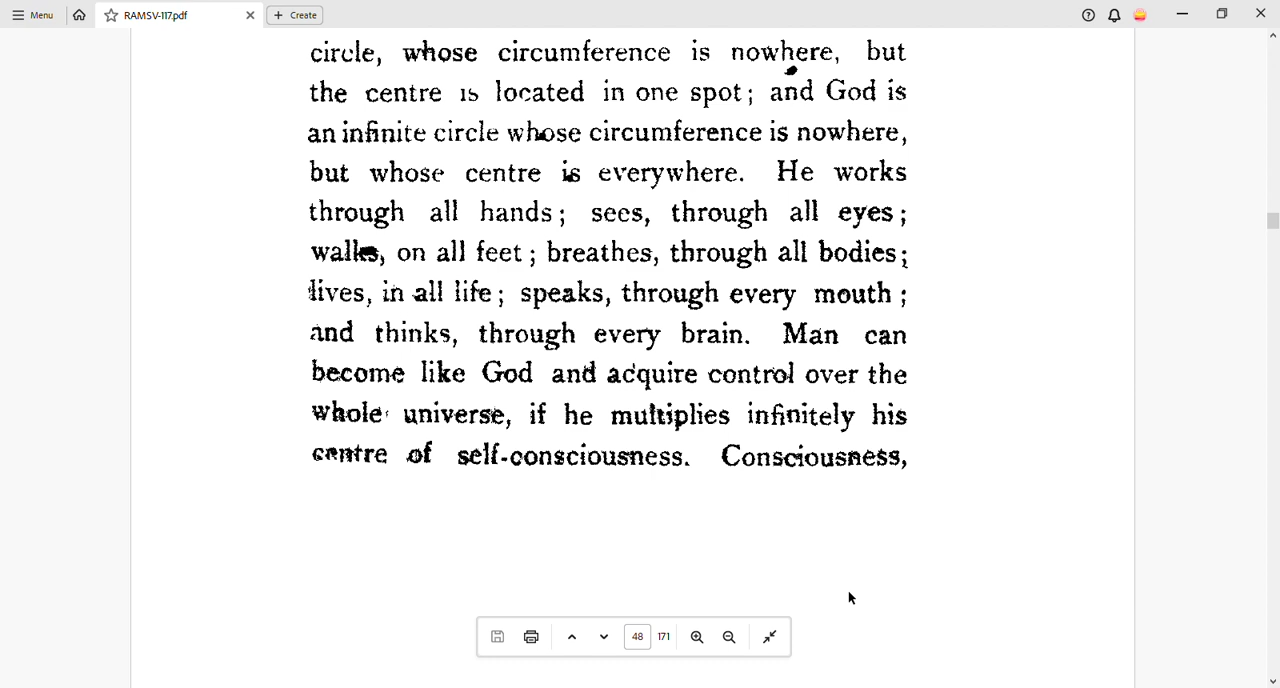 Menu
RAMSV-117.pdf
Create
circle, whose circumference is nowhere, but
the centre is located in one spot; and God is
an infinite circle whose circumference is nowhere,
but whose centre is everywhere. He works
through all hands; sees, through all eyes;
walks, on all feet; breathes, through all bodies;
lives, in all life; speaks, through every mouth;
and thinks, through every brain. Man can
become like God and acquire control over the
whole universe, if he multiplies infinitely his
centre of self-consciousness. Consciousness,
48 171